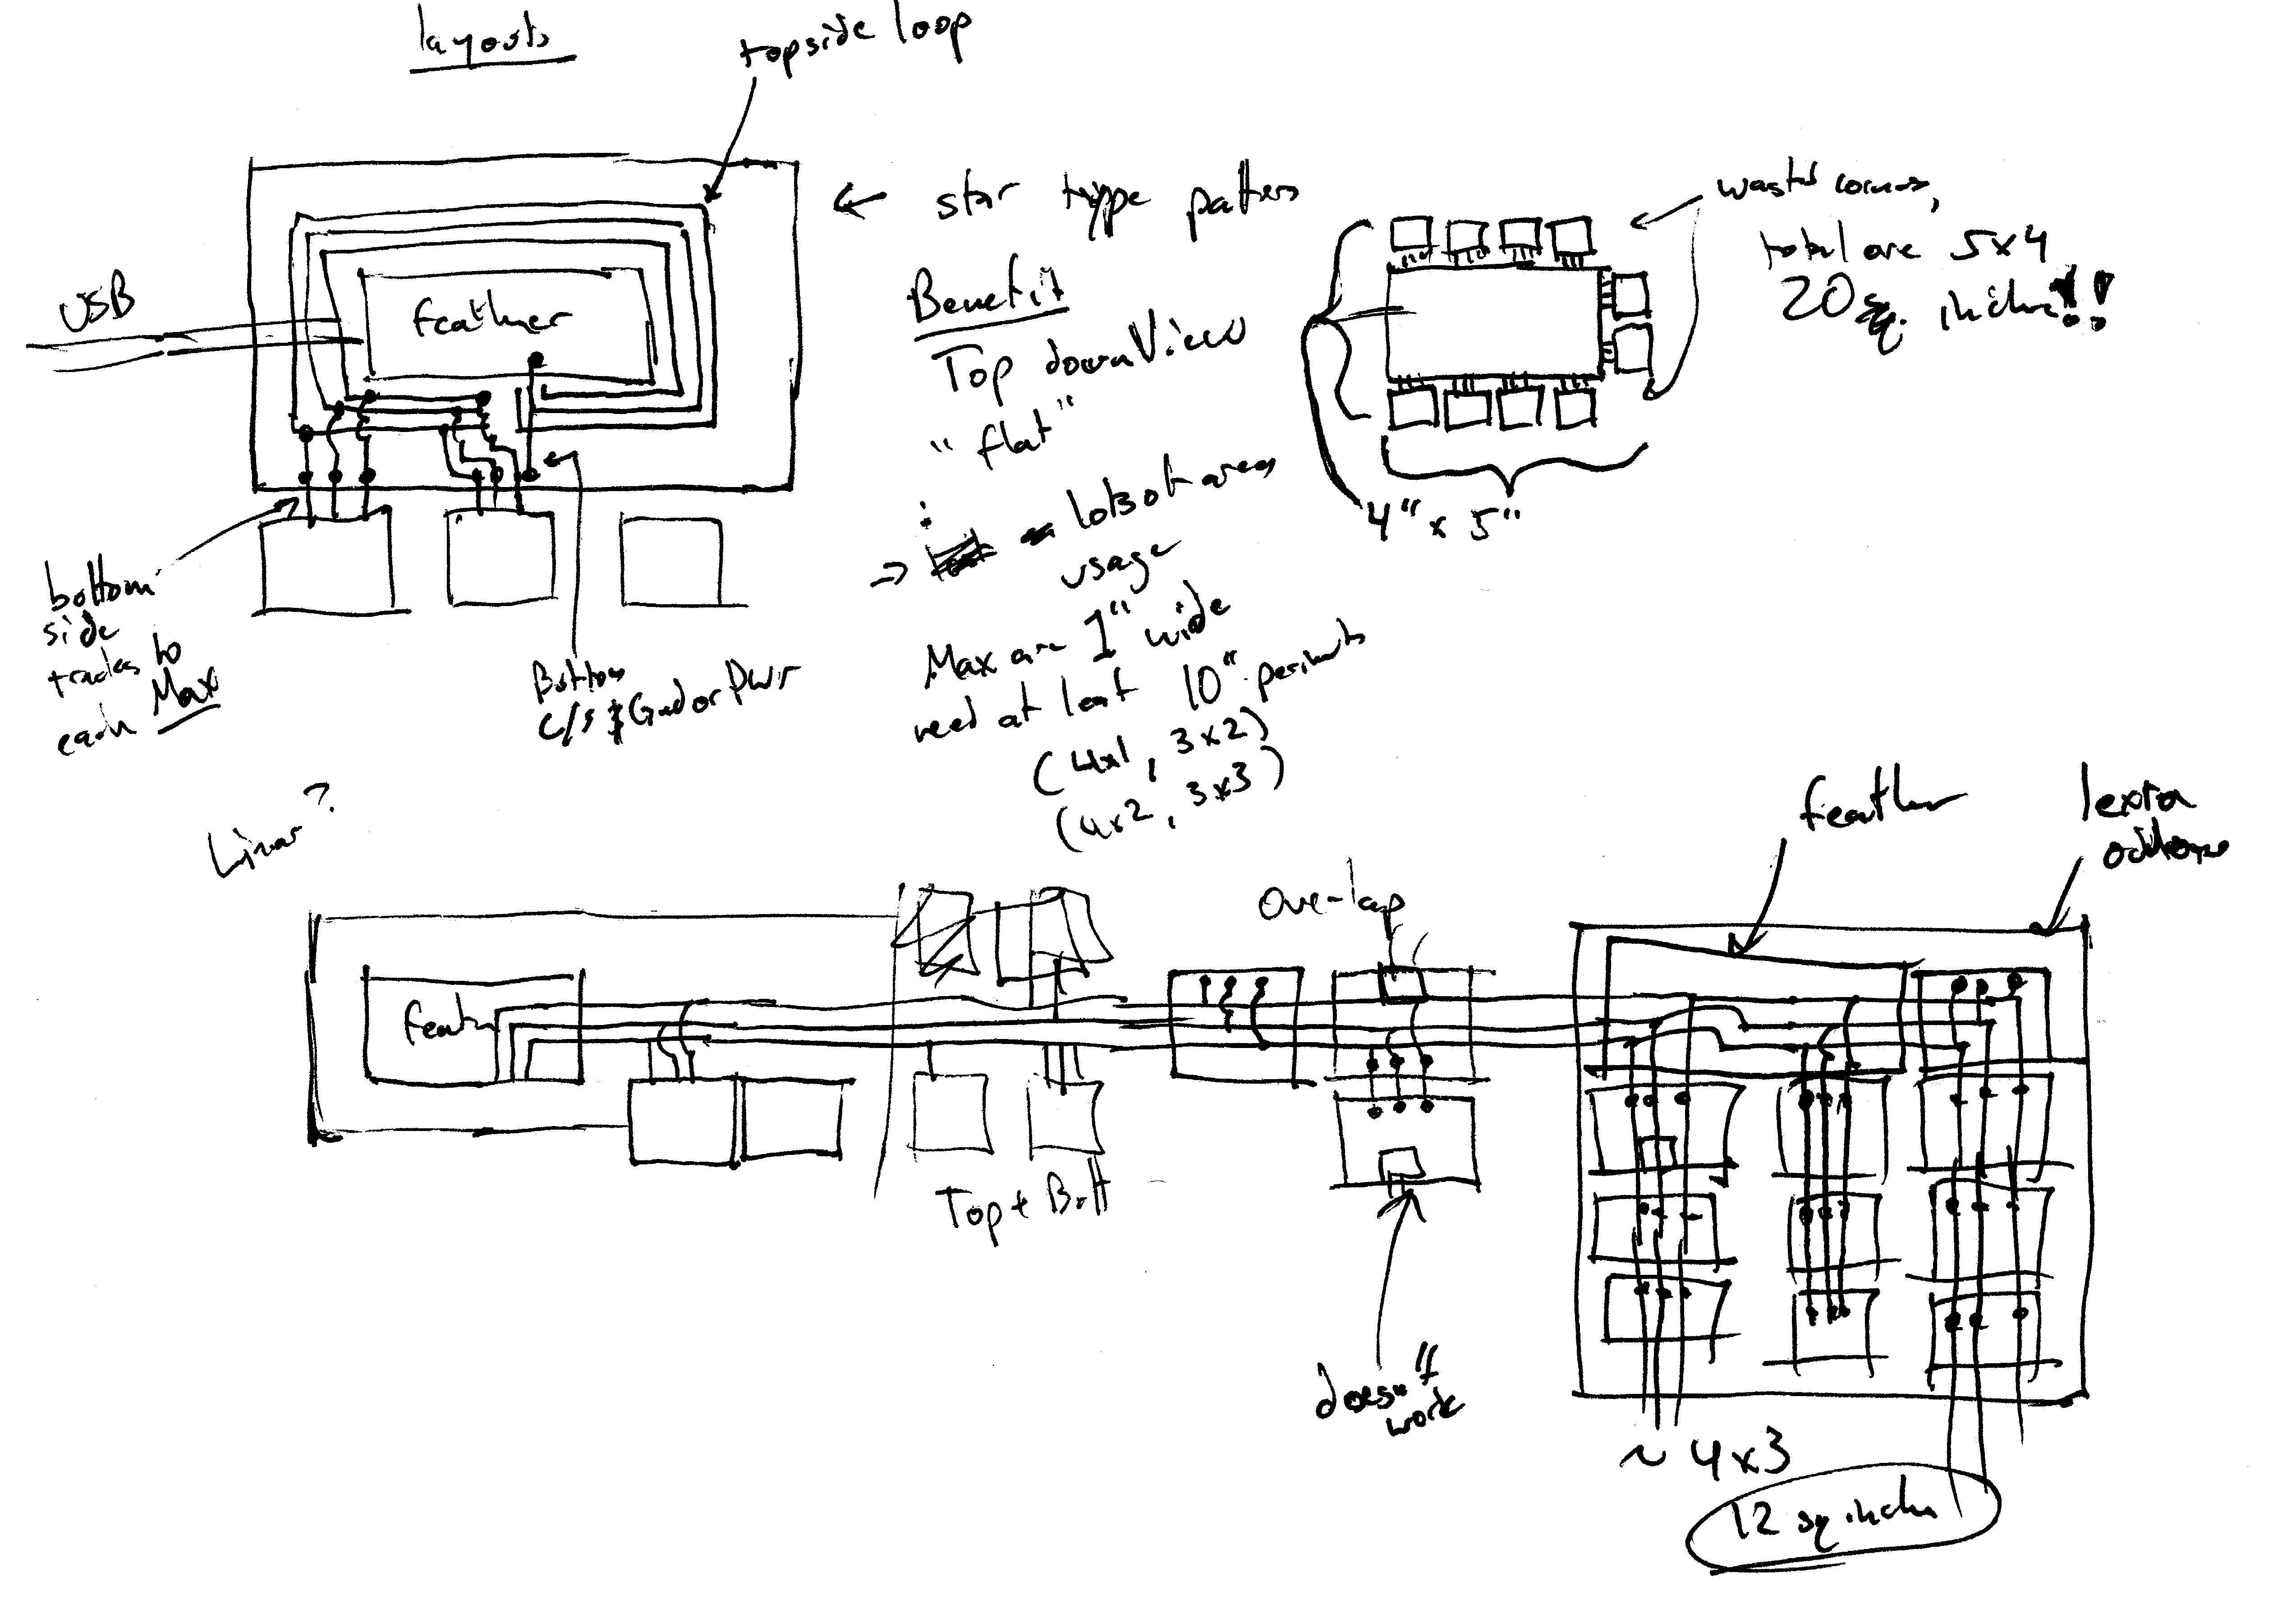 layouts
topside loop
USB
feather
bottom
side
traces to
each Max
Bottom
C/S & Gnd or Pwr
← star type pattern
Benefit
Top down View
"flat"
⇒ - lots of area
usage
Max are 1" wide
need at least 10" perimeter
(4x1, 3x2)
(4x2, 3x3)
wasted corners,
total are 5x4
20 sq. inches!!
4" x 5"
Linear?
feather
Top + Bott
Over-lap
doesn't
work
feather
1 extra
~ 4x3
12 sq inches